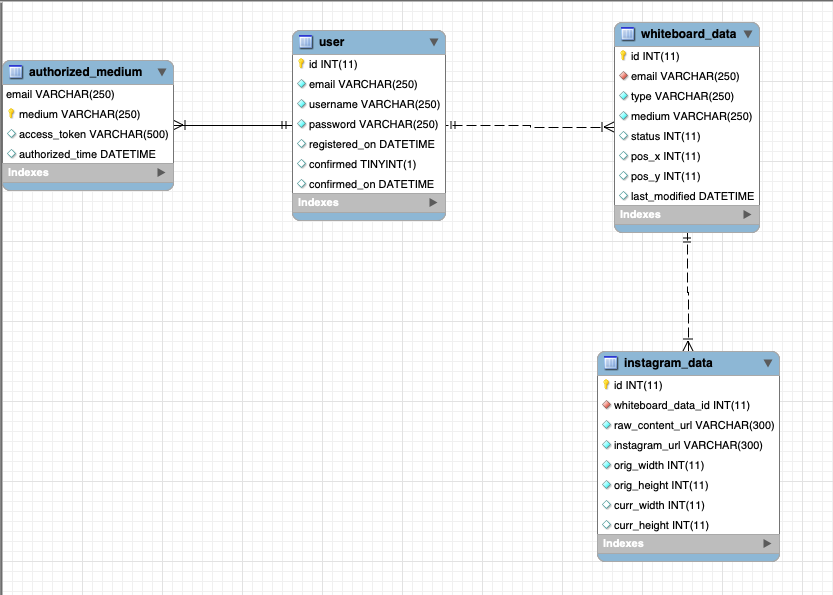 authorized_medium
email VARCHAR(250)
medium VARCHAR(250)
access_token VARCHAR(500)
authorized_time DATETIME
Indexes
user
id INT(11)
email VARCHAR(250)
username VARCHAR(250)
password VARCHAR(250)
registered_on DATETIME
confirmed TINYINT(1)
confirmed_on DATETIME
Indexes
whiteboard_data
id INT(11)
email VARCHAR(250)
type VARCHAR(250)
medium VARCHAR(250)
status INT(11)
pos_x INT(11)
pos_y INT(11)
last_modified DATETIME
Indexes
instagram_data
id INT(11)
whiteboard_data_id INT(11)
raw_content_url VARCHAR(300)
instagram_url VARCHAR(300)
orig_width INT(11)
orig_height INT(11)
curr_width INT(11)
curr_height INT(11)
Indexes